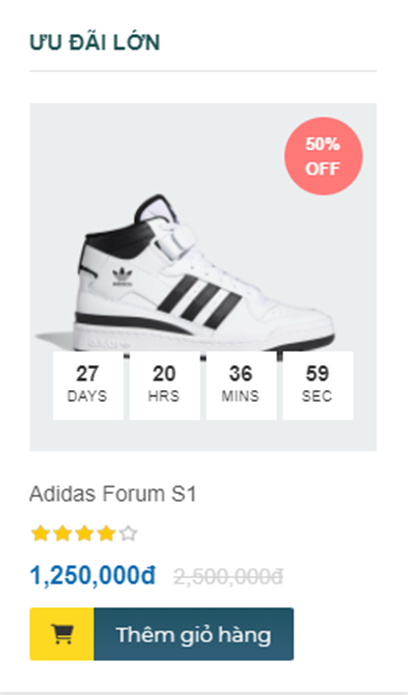 ƯU ĐÃI LỚN
50%
OFF
adidas
27 20 36 59
DAYS HRS MINS SEC
Adidas Forum S1
1,250,000đ 2,500,000đ
Thêm giỏ hàng